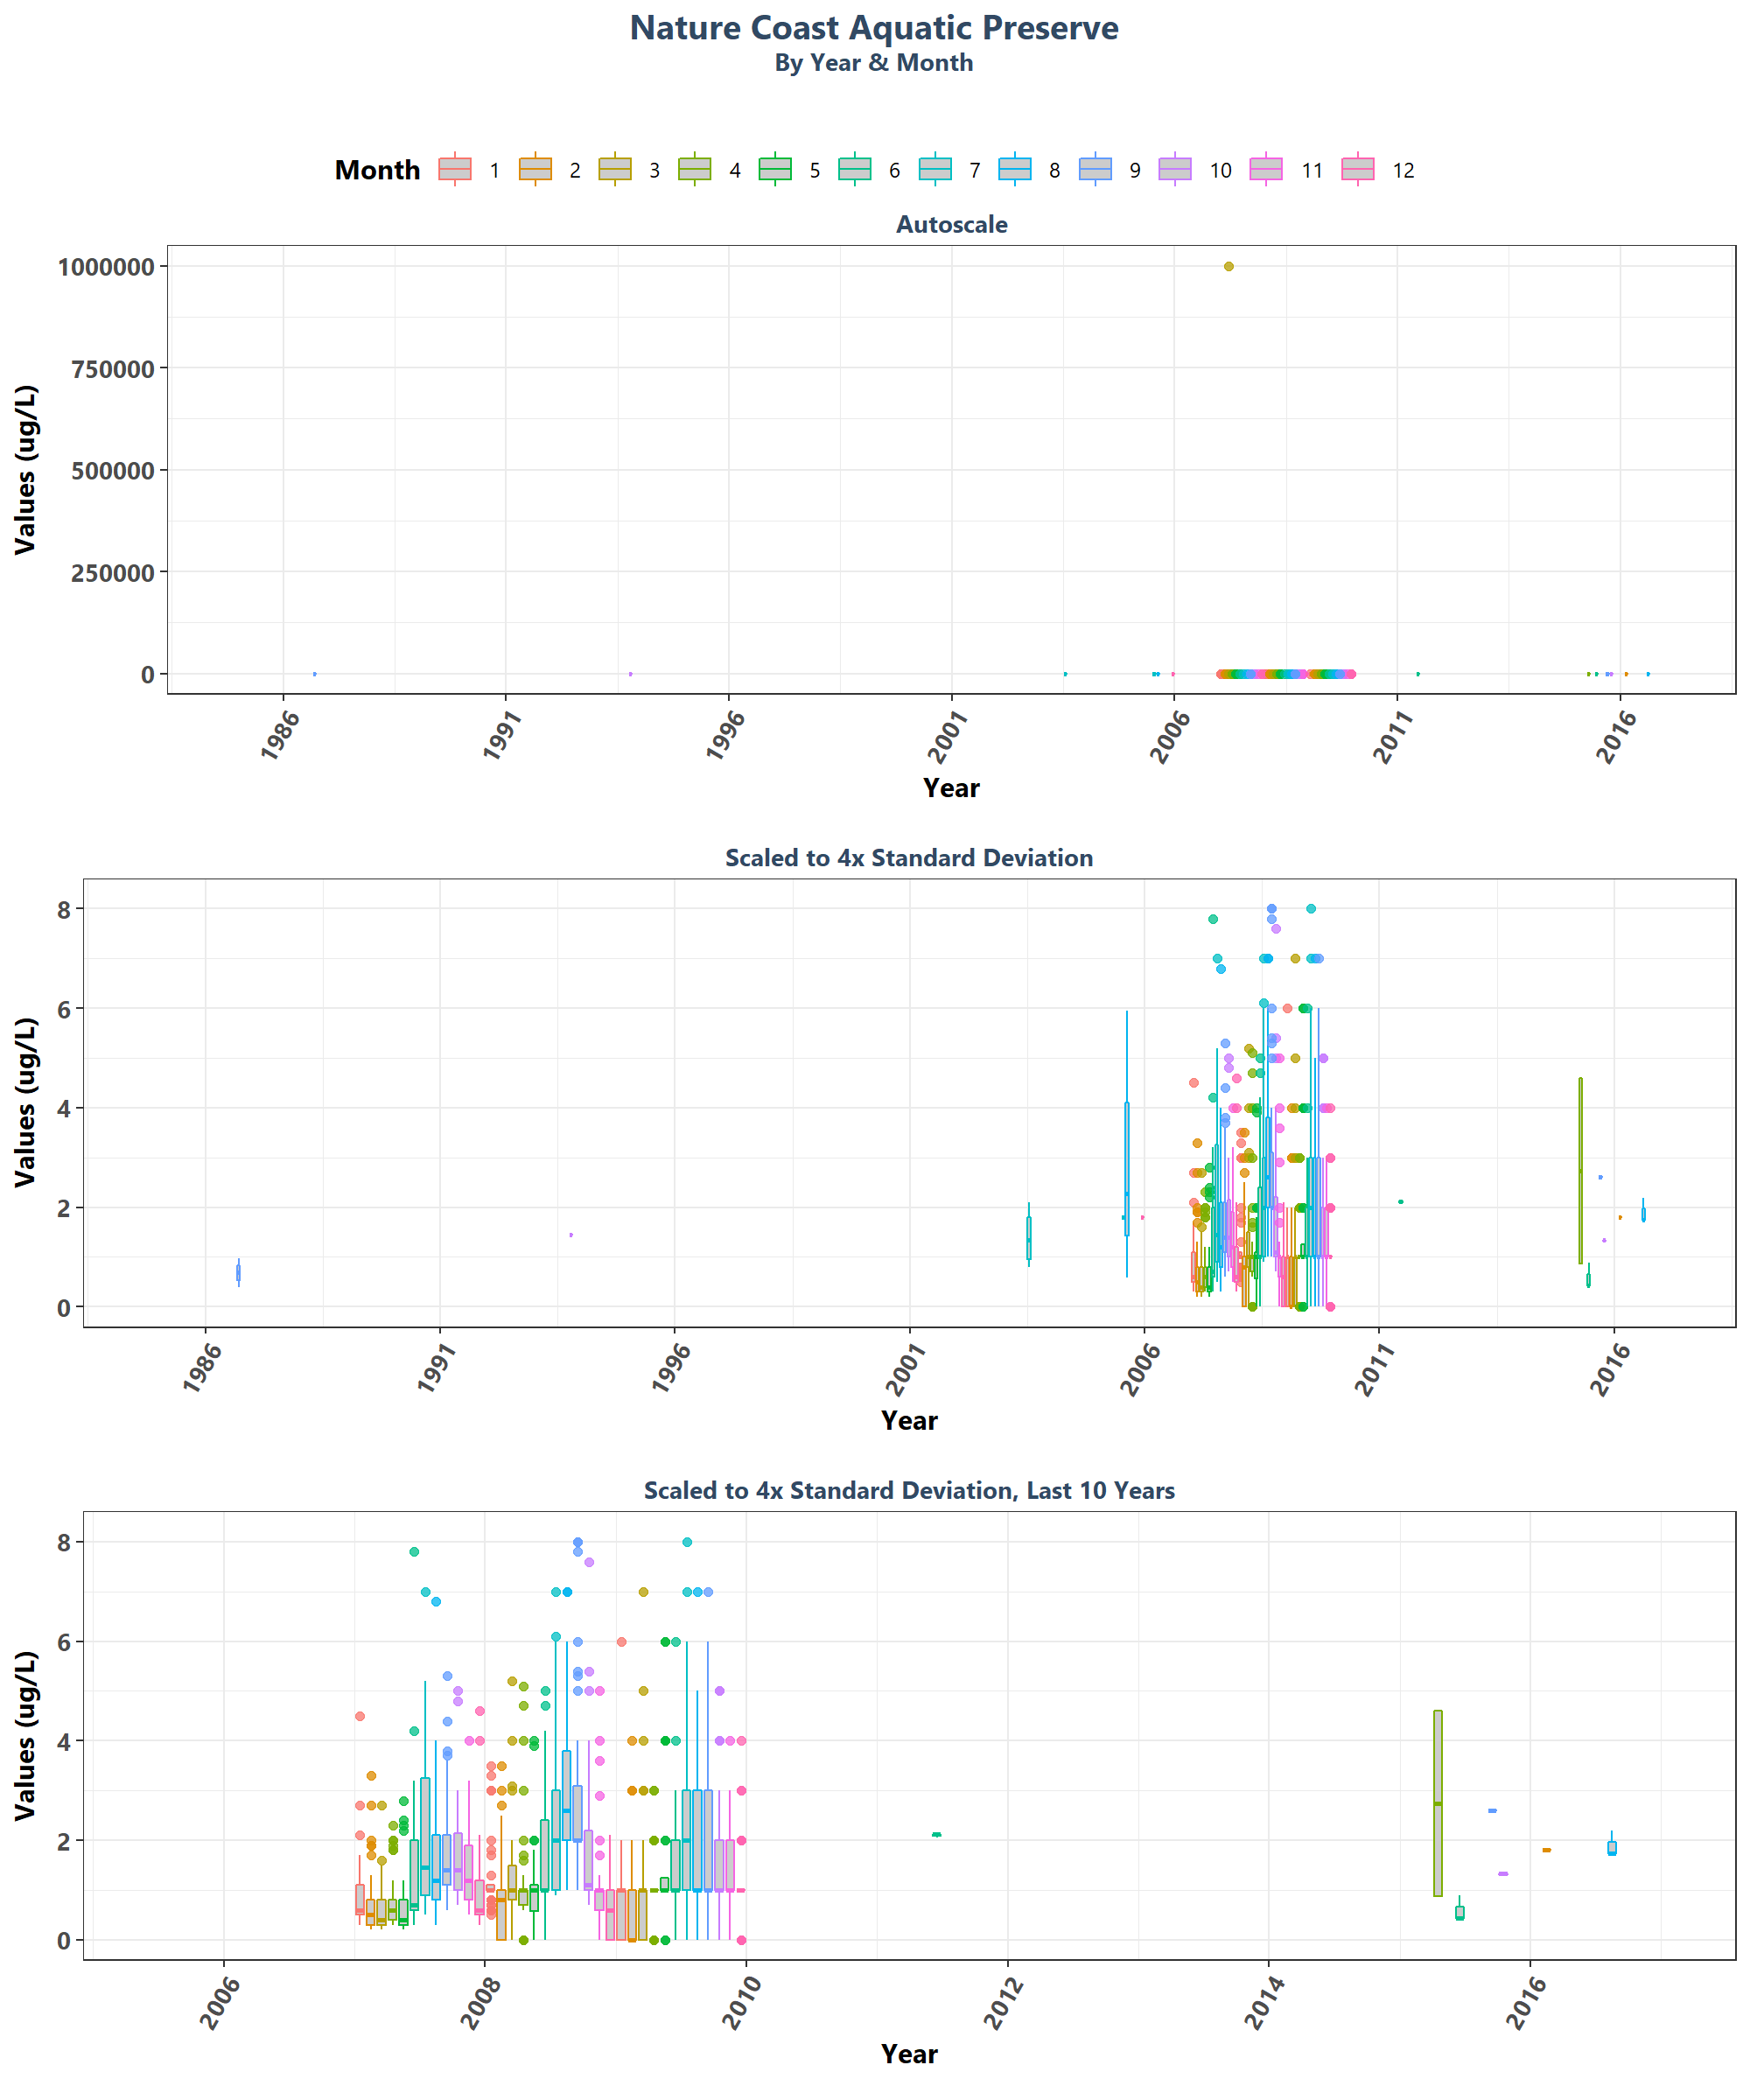 Nature Coast Aquatic Preserve
By Year & Month
Month 1 2 3 4 5 6 7 8 9 10 11 12
Autoscale
1000000
750000
500000
250000
0
Values (ug/L)
1986 1991 1996 2001 2006 2011 2016
Year
Scaled to 4x Standard Deviation
8
6
4
2
0
Values (ug/L)
1986 1991 1996 2001 2006 2011 2016
Year
Scaled to 4x Standard Deviation, Last 10 Years
8
6
4
2
0
Values (ug/L)
2006 2008 2010 2012 2014 2016
Year